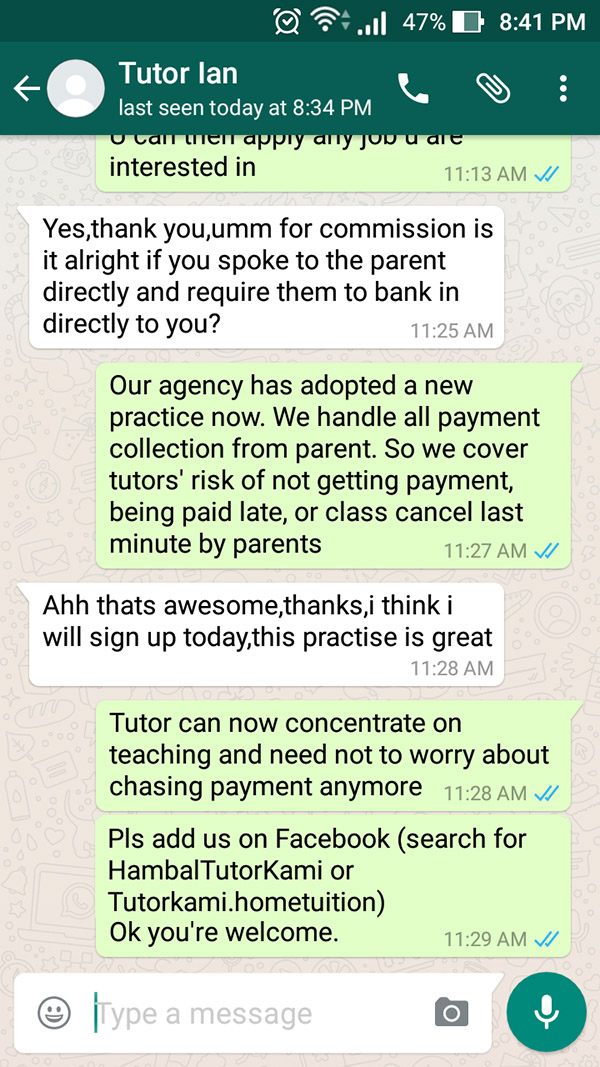 47% 8:41 PM
Tutor Ian
last seen today at 8:34 PM
U can then apply any job u are
interested in
11:13 AM
Yes,thank you,umm for commission is
it alright if you spoke to the parent
directly and require them to bank in
directly to you?
11:25 AM
Our agency has adopted a new
practice now. We handle all payment
collection from parent. So we cover
tutors' risk of not getting payment,
being paid late, or class cancel last
minute by parents
11:27 AM
Ahh thats awesome,thanks,i think i
will sign up today,this practise is great
11:28 AM
Tutor can now concentrate on
teaching and need not to worry about
chasing payment anymore
11:28 AM
Pls add us on Facebook (search for
HambalTutorKami or
Tutorkami.hometuition)
Ok you're welcome.
11:29 AM
Type a message